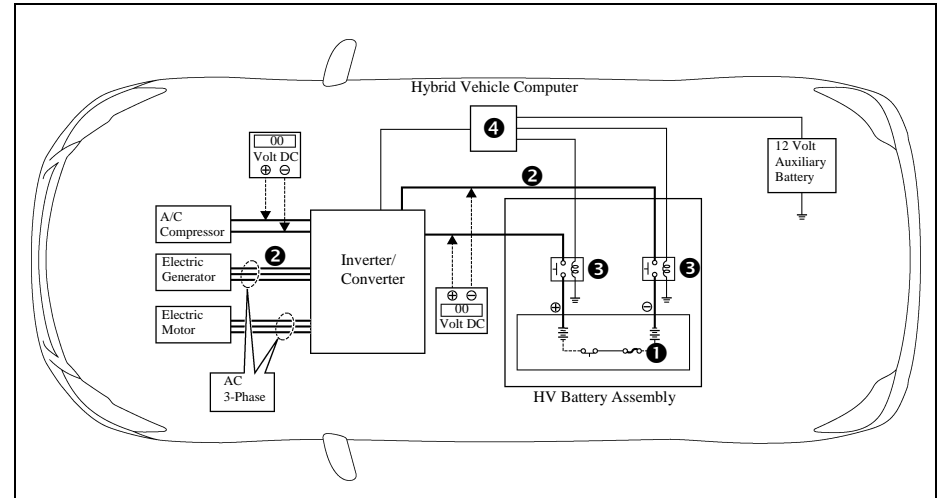 Hybrid Vehicle Computer
❹
00
Volt DC
⊕ ⊖
12 Volt
Auxiliary
Battery
❷
A/C
Compressor
Electric
Generator
❷
Inverter/
Converter
❸
❸
⊕ ⊖
00
Volt DC
⊕
⊖
Electric
Motor
❶
AC
3-Phase
HV Battery Assembly